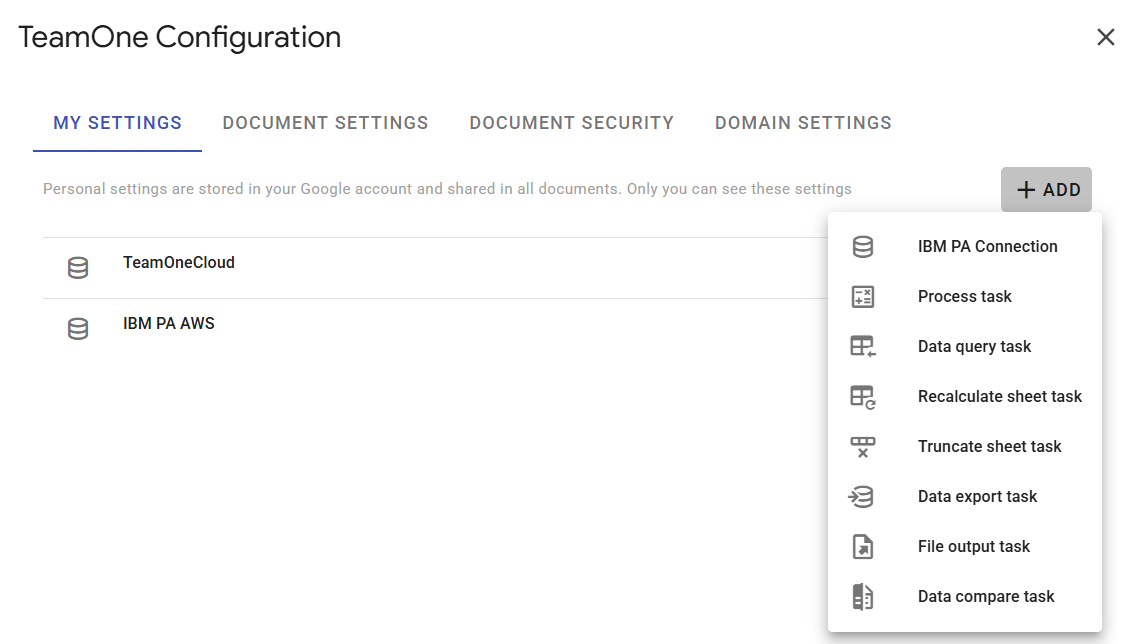 TeamOne Configuration
MY SETTINGS DOCUMENT SETTINGS DOCUMENT SECURITY DOMAIN SETTINGS
Personal settings are stored in your Google account and shared in all documents. Only you can see these settings
ADD
TeamOneCloud
IBM PA AWS
IBM PA Connection
Process task
Data query task
Recalculate sheet task
Truncate sheet task
Data export task
File output task
Data compare task